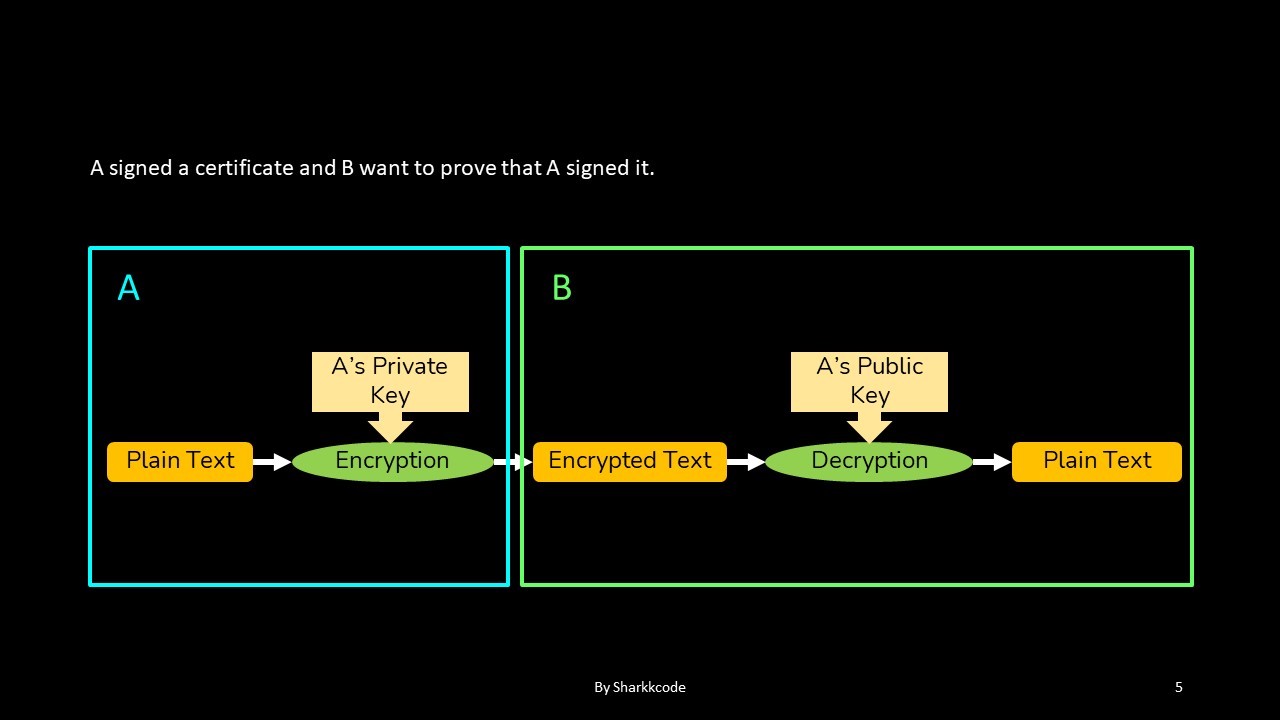 A signed a certificate and B want to prove that A signed it.
A
B
A’s Private
Key
A’s Public
Key
Plain Text
Encryption
Encrypted Text
Decryption
Plain Text
By Sharkkcode
5